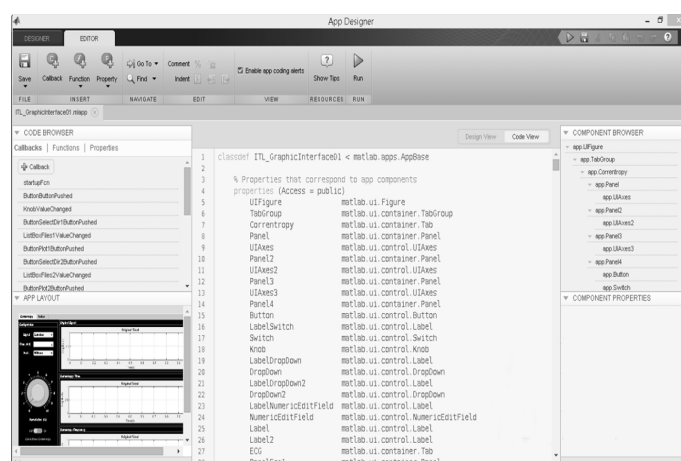 App Designer
DESIGNER EDITOR
Save Callback Function Property Go To Find Comment Indent Enable app coding alerts Show Tips Run
FILE INSERT NAVIGATE EDIT VIEW RESOURCES RUN
ITL_GraphicInterface01.mlapp
CODE BROWSER
Callbacks | Functions | Properties
Callback
startupFcn
ButtonButtonPushed
KnobValueChanged
ButtonSelectDir1ButtonPushed
ListBoxFiles1ValueChanged
ButtonPlot1ButtonPushed
ButtonSelectDir2ButtonPushed
ListBoxFiles2ValueChanged
ButtonPlot2ButtonPushed
APP LAYOUT
Design View Code View
1 classdef ITL_GraphicInterface01 < matlab.apps.AppBase
2
3 % Properties that correspond to app components
4 properties (Access = public)
5 UIFigure matlab.ui.Figure
6 TabGroup matlab.ui.container.TabGroup
7 Correntropy matlab.ui.container.Tab
8 Panel matlab.ui.container.Panel
9 UIAxes matlab.ui.control.UIAxes
10 Panel2 matlab.ui.container.Panel
11 UIAxes2 matlab.ui.control.UIAxes
12 Panel3 matlab.ui.container.Panel
13 UIAxes3 matlab.ui.control.UIAxes
14 Panel4 matlab.ui.container.Panel
15 Button matlab.ui.control.Button
16 LabelSwitch matlab.ui.control.Label
17 Switch matlab.ui.control.Switch
18 Knob matlab.ui.control.Knob
19 LabelDropDown matlab.ui.control.Label
20 DropDown matlab.ui.control.DropDown
21 LabelDropDown2 matlab.ui.control.Label
22 DropDown2 matlab.ui.control.DropDown
23 LabelNumericEditField matlab.ui.control.Label
24 NumericEditField matlab.ui.control.NumericEditField
25 Label matlab.ui.control.Label
26 Label2 matlab.ui.control.Label
27 ECG matlab.ui.container.Tab
COMPONENT BROWSER
app.UIFigure
app.TabGroup
app.Correntropy
app.Panel
app.UIAxes
app.Panel2
app.UIAxes2
app.Panel3
app.UIAxes3
app.Panel4
app.Button
app.Switch
COMPONENT PROPERTIES